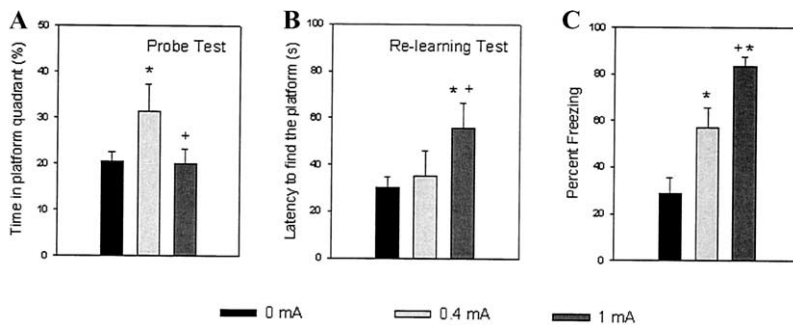 A
Time in platform quadrant (%)
50
40
30
20
10
0
Probe Test
*
+
B
Latency to find the platform (s)
100
80
60
40
20
0
Re-learning Test
* +
C
Percent Freezing
100
80
60
40
20
0
*
+ *
0 mA
0.4 mA
1 mA